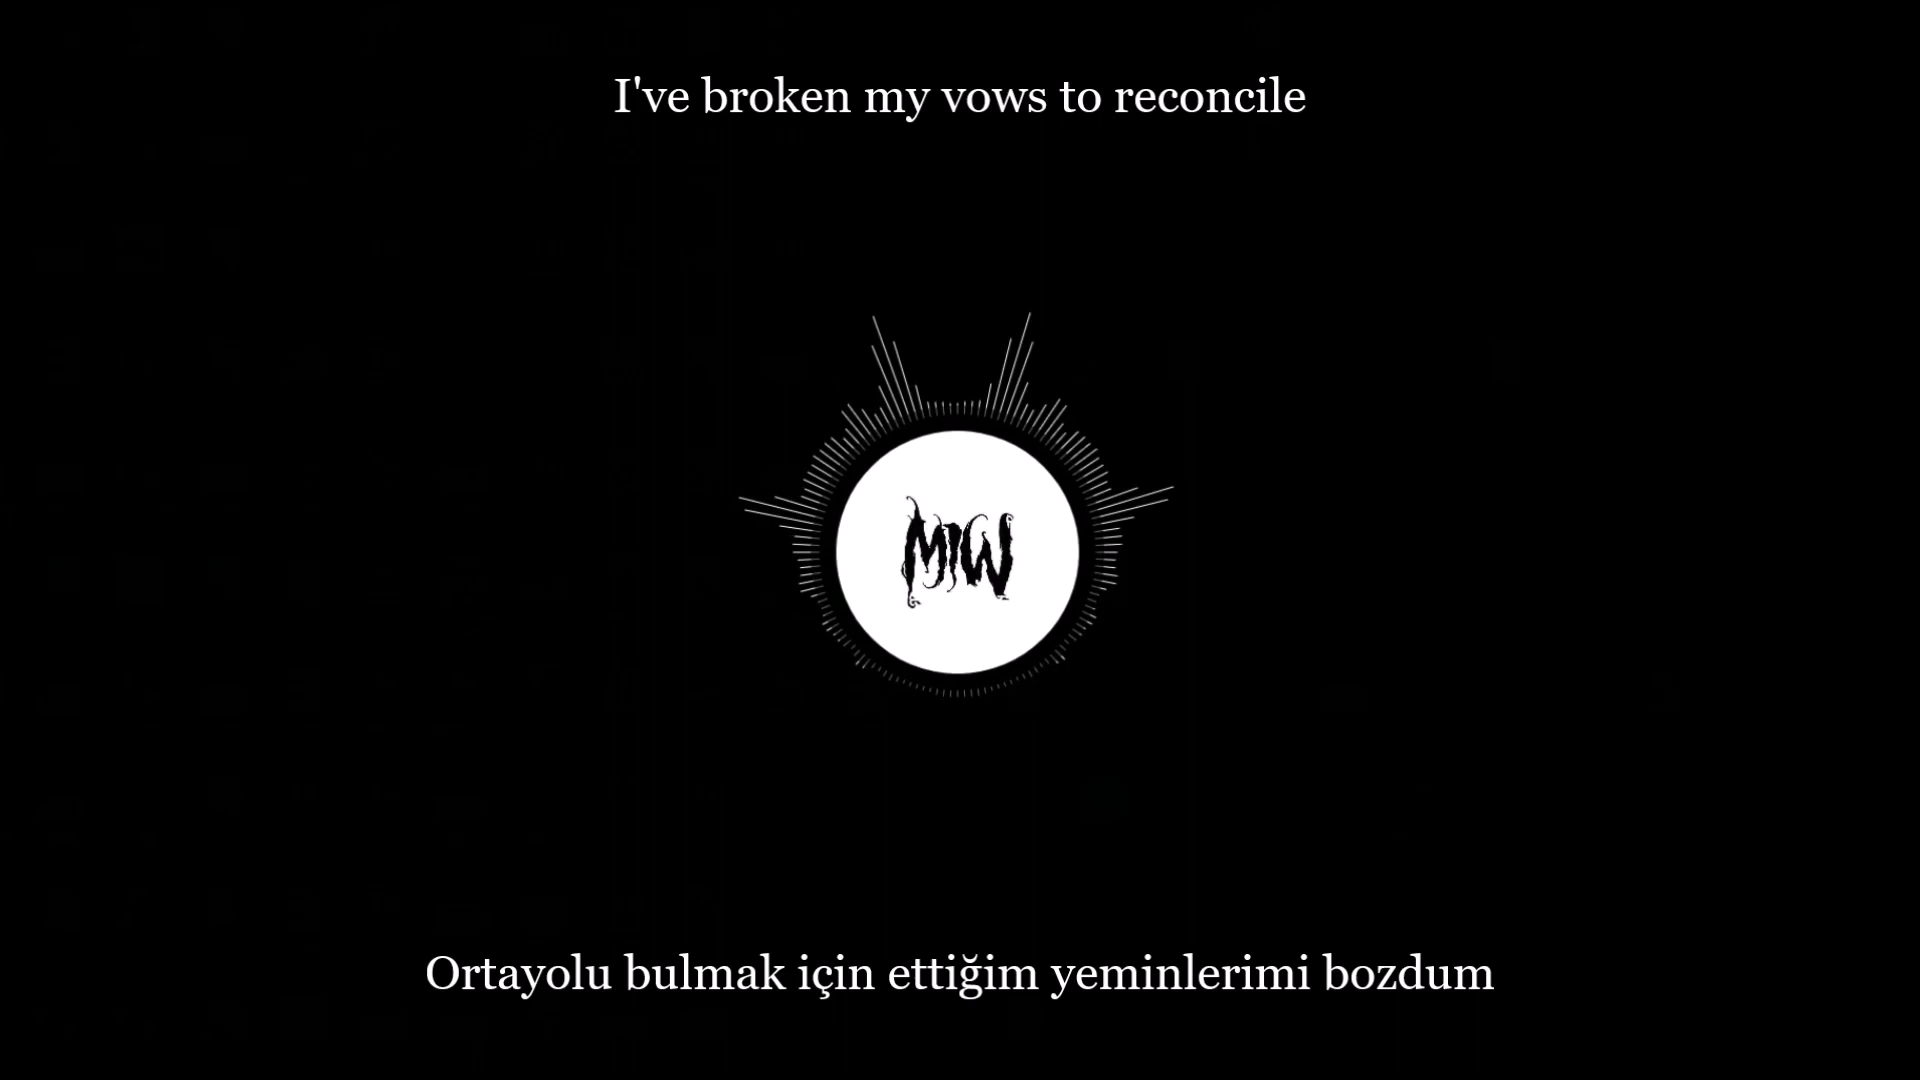 I've broken my vows to reconcile
MIW
Ortayolu bulmak için ettiğim yeminlerimi bozdum